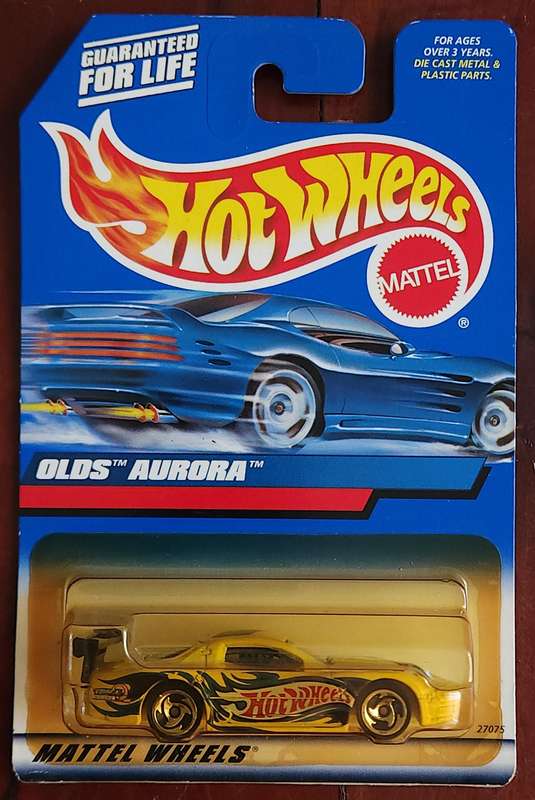 GUARANTEED
FOR LIFE
FOR AGES
OVER 3 YEARS.
DIE CAST METAL &
PLASTIC PARTS.
HOT WHEELS
MATTEL
®
OLDS™ AURORA™
HOT WHEELS
27075
MATTEL WHEELS®